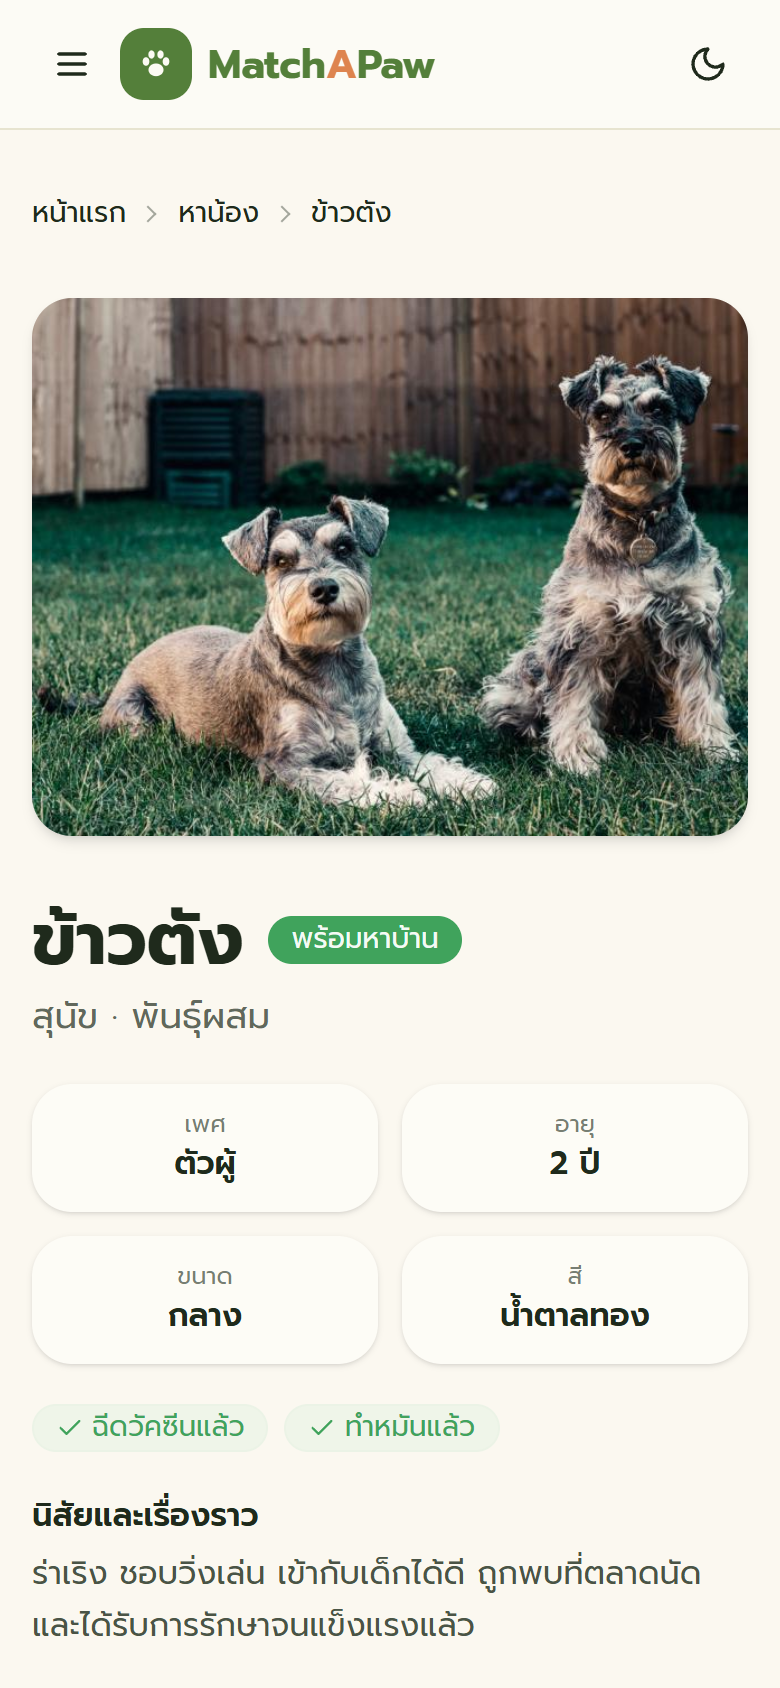 MatchAPaw
หน้าแรก > หาน้อง > ข้าวตัง
ข้าวตัง พร้อมหาบ้าน
สุนัข · พันธุ์ผสม
เพศ
ตัวผู้
อายุ
2 ปี
ขนาด
กลาง
สี
น้ำตาลทอง
ฉีดวัคซีนแล้ว
ทำหมันแล้ว
นิสัยและเรื่องราว
ร่าเริง ชอบวิ่งเล่น เข้ากับเด็กได้ดี ถูกพบที่ตลาดนัด
และได้รับการรักษาจนแข็งแรงแล้ว